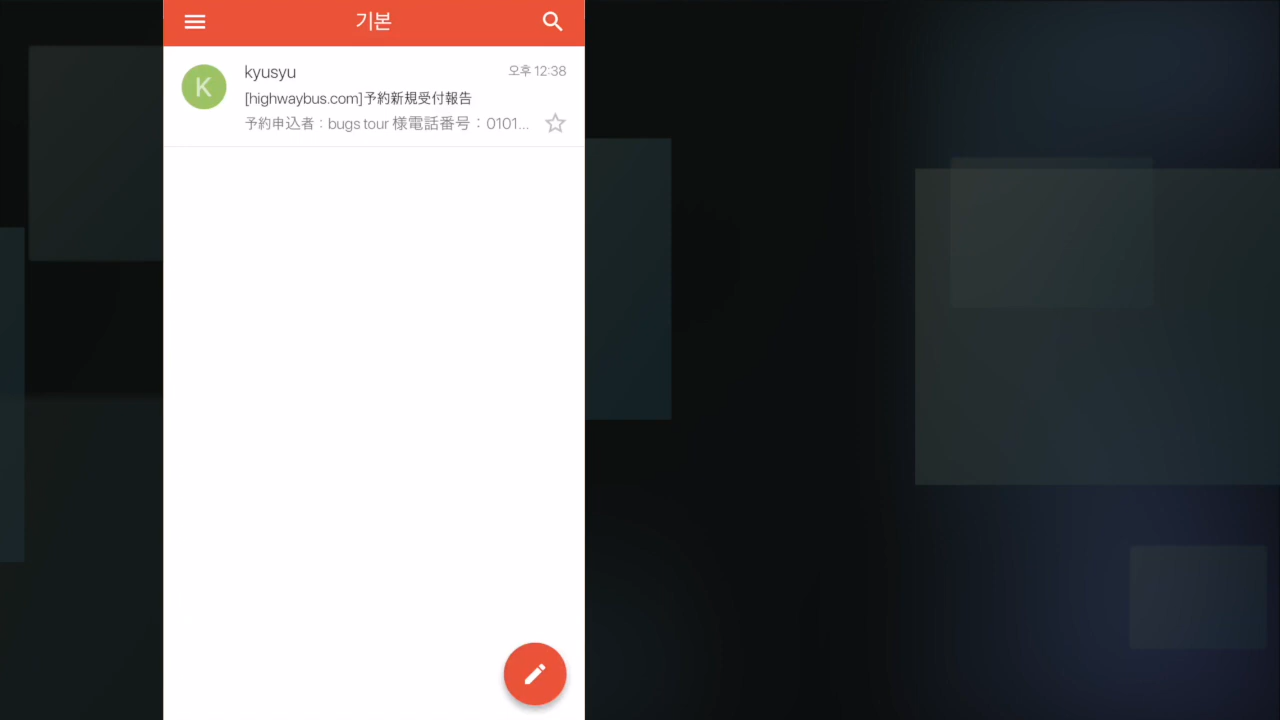 기본
K
kyusyu
오후 12:38
[highwaybus.com]予約新規受付報告
予約申込者：bugs tour 様電話番号：0101...